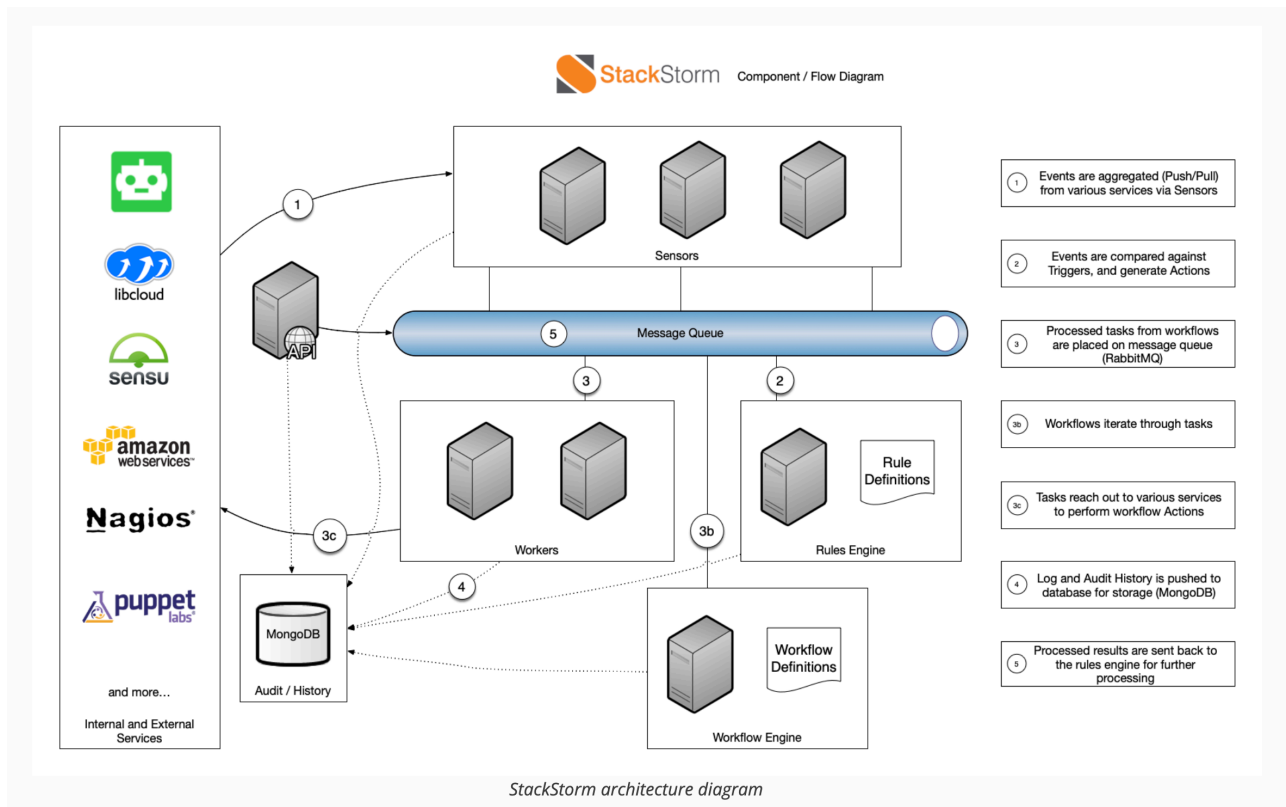 StackStorm Component / Flow Diagram
libcloud
sensu
amazon
web services™
Nagios®
puppet
labs®
and more…
Internal and External
Services
1
API
Sensors
5
Message Queue
3
2
Workers
Rule
Definitions
Rules Engine
3c
3b
4
MongoDB
Audit / History
Workflow
Definitions
Workflow Engine
1
Events are aggregated (Push/Pull)
from various services via Sensors
2
Events are compared against
Triggers, and generate Actions
3
Processed tasks from workflows
are placed on message queue
(RabbitMQ)
3b
Workflows iterate through tasks
3c
Tasks reach out to various services
to perform workflow Actions
4
Log and Audit History is pushed to
database for storage (MongoDB)
5
Processed results are sent back to
the rules engine for further
processing
StackStorm architecture diagram